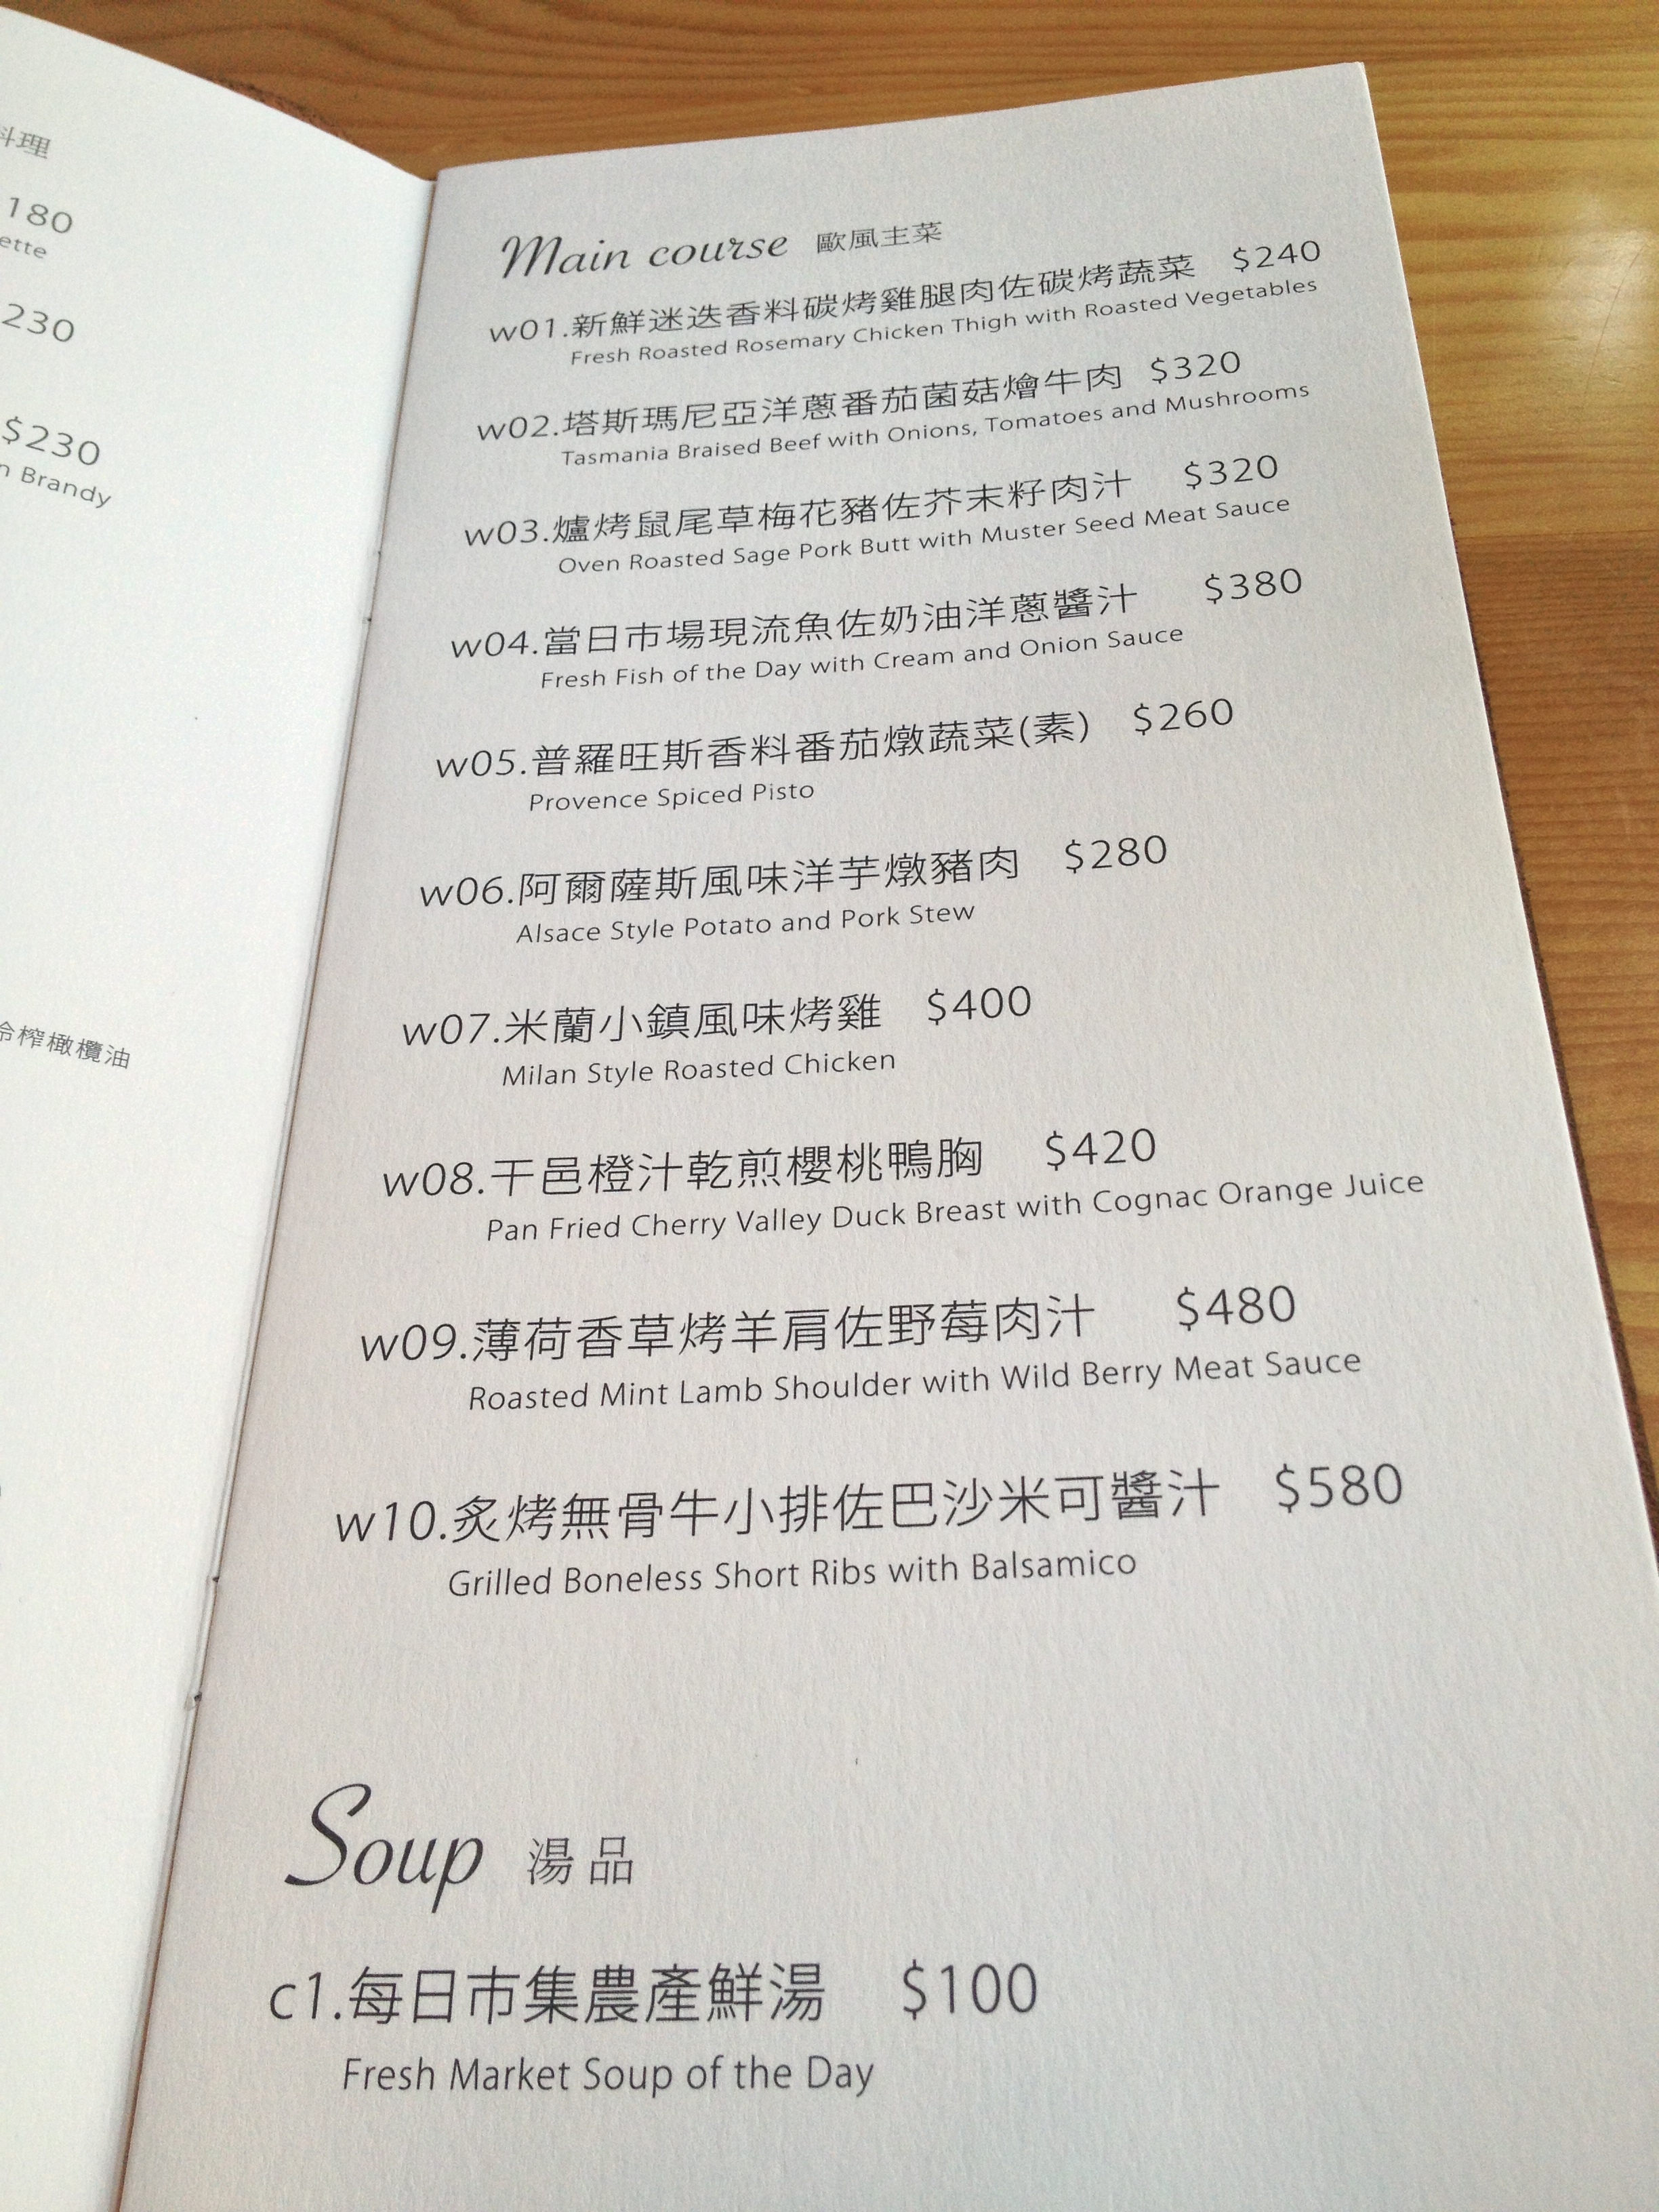 料理
180
ette
230
$230
n Brandy
冷榨橄欖油
Main course 歐風主菜
w01.新鮮迷迭香料碳烤雞腿肉佐碳烤蔬菜 $240
Fresh Roasted Rosemary Chicken Thigh with Roasted Vegetables
w02.塔斯瑪尼亞洋蔥番茄菌菇燴牛肉 $320
Tasmania Braised Beef with Onions, Tomatoes and Mushrooms
w03.爐烤鼠尾草梅花豬佐芥末籽肉汁 $320
Oven Roasted Sage Pork Butt with Muster Seed Meat Sauce
w04.當日市場現流魚佐奶油洋蔥醬汁 $380
Fresh Fish of the Day with Cream and Onion Sauce
w05.普羅旺斯香料番茄燉蔬菜(素) $260
Provence Spiced Pisto
w06.阿爾薩斯風味洋芋燉豬肉 $280
Alsace Style Potato and Pork Stew
w07.米蘭小鎮風味烤雞 $400
Milan Style Roasted Chicken
w08.干邑橙汁乾煎櫻桃鴨胸 $420
Pan Fried Cherry Valley Duck Breast with Cognac Orange Juice
w09.薄荷香草烤羊肩佐野莓肉汁 $480
Roasted Mint Lamb Shoulder with Wild Berry Meat Sauce
w10.炙烤無骨牛小排佐巴沙米可醬汁 $580
Grilled Boneless Short Ribs with Balsamico
Soup 湯品
c1.每日市集農產鮮湯 $100
Fresh Market Soup of the Day